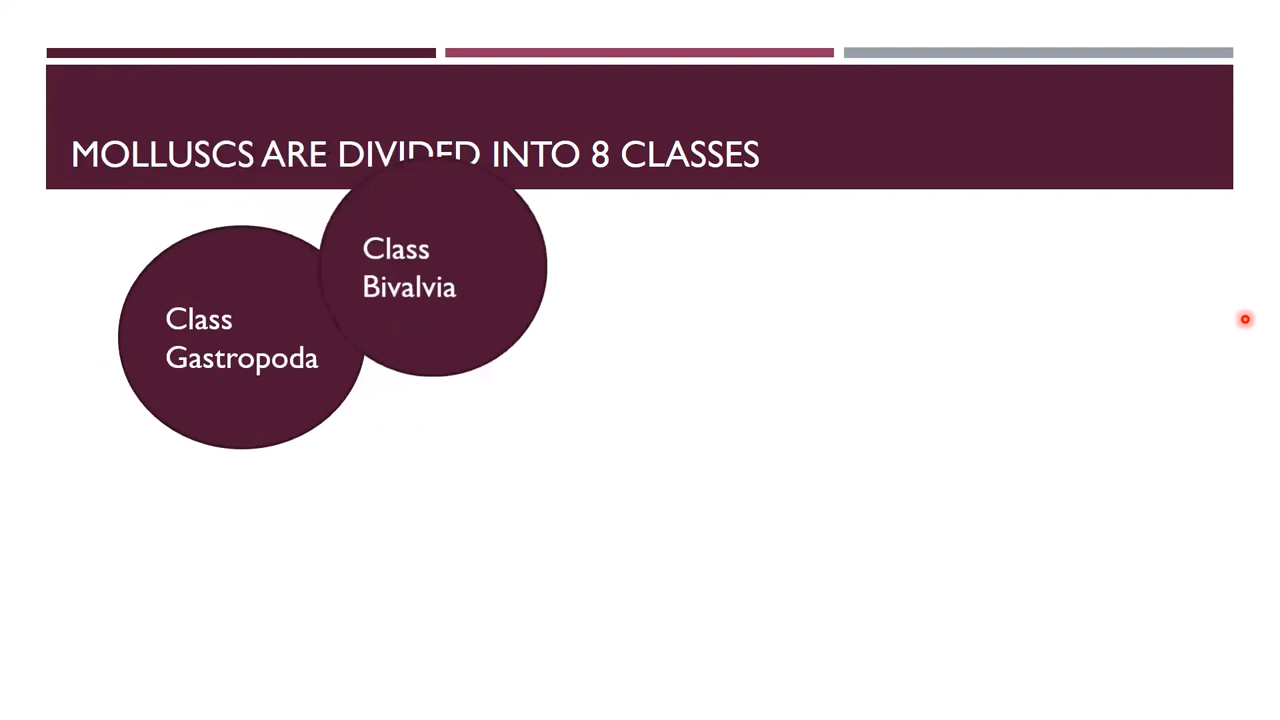 MOLLUSCS ARE DIVIDED INTO 8 CLASSES
Class
Bivalvia
Class
Gastropoda